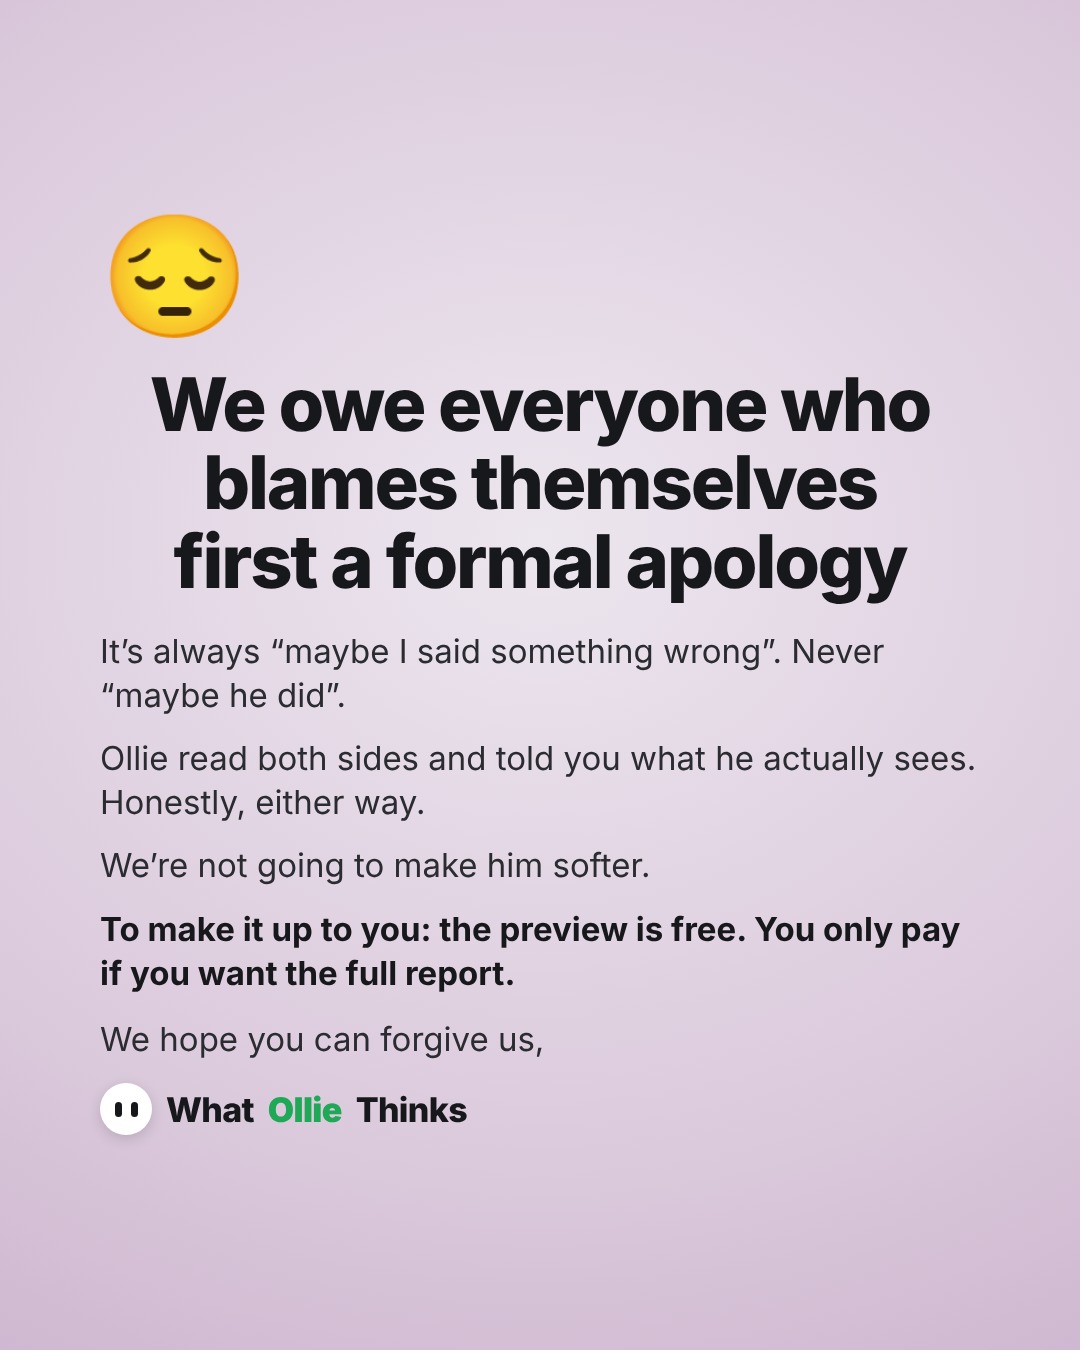 We owe everyone who
blames themselves
first a formal apology
It’s always “maybe I said something wrong”. Never
“maybe he did”.
Ollie read both sides and told you what he actually sees.
Honestly, either way.
We’re not going to make him softer.
To make it up to you: the preview is free. You only pay
if you want the full report.
We hope you can forgive us,
What Ollie Thinks